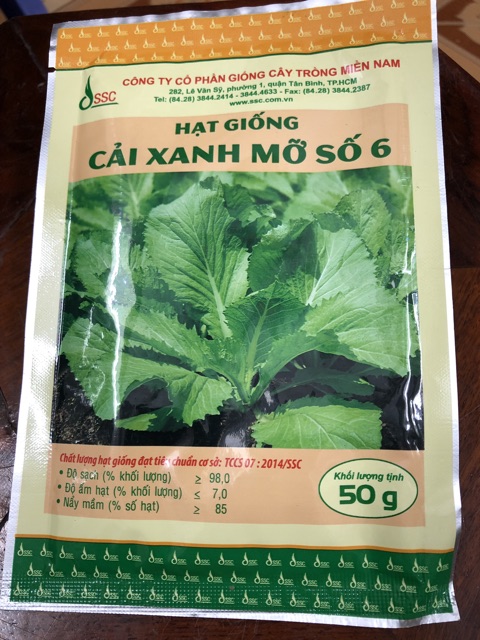 SSC
CÔNG TY CỔ PHẦN GIỐNG CÂY TRỒNG MIỀN NAM
282, Lê Văn Sỹ, phường 1, quận Tân Bình, TP.HCM
Tel: (84.28) 3844.2414 - 3844.4633 - Fax: (84.28) 3844.2387
www.ssc.com.vn
HẠT GIỐNG
CẢI XANH MỠ SỐ 6
Chất lượng hạt giống đạt tiêu chuẩn cơ sở: TCCS 07 : 2014/SSC
• Độ sạch (% khối lượng) ≥ 98,0
• Độ ẩm hạt (% khối lượng) ≤ 7,0
• Nẩy mầm (% số hạt) ≥ 85
Khối lượng tịnh
50 g